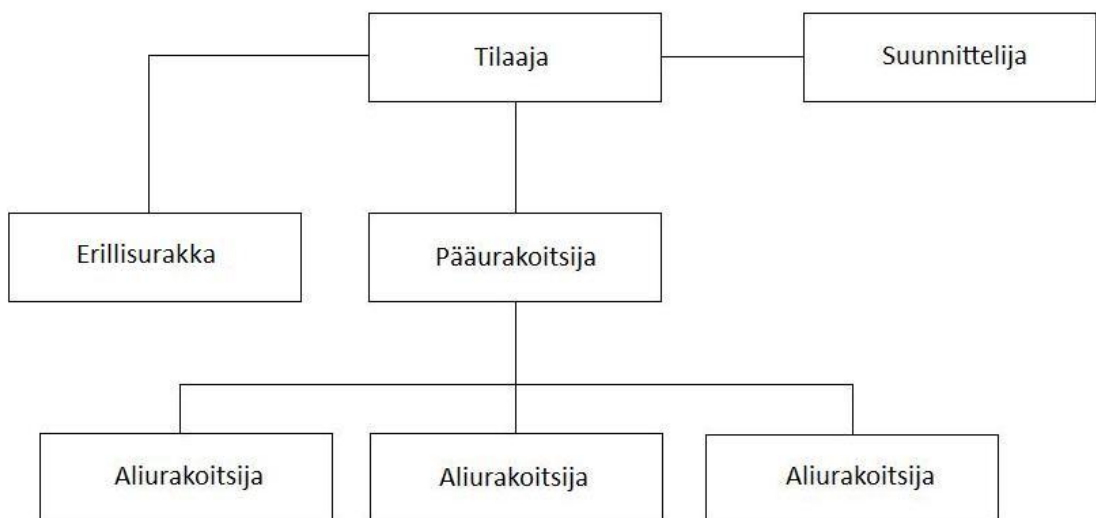 Tilaaja
Suunnittelija
Erillisurakka
Pääurakoitsija
Aliurakoitsija
Aliurakoitsija
Aliurakoitsija